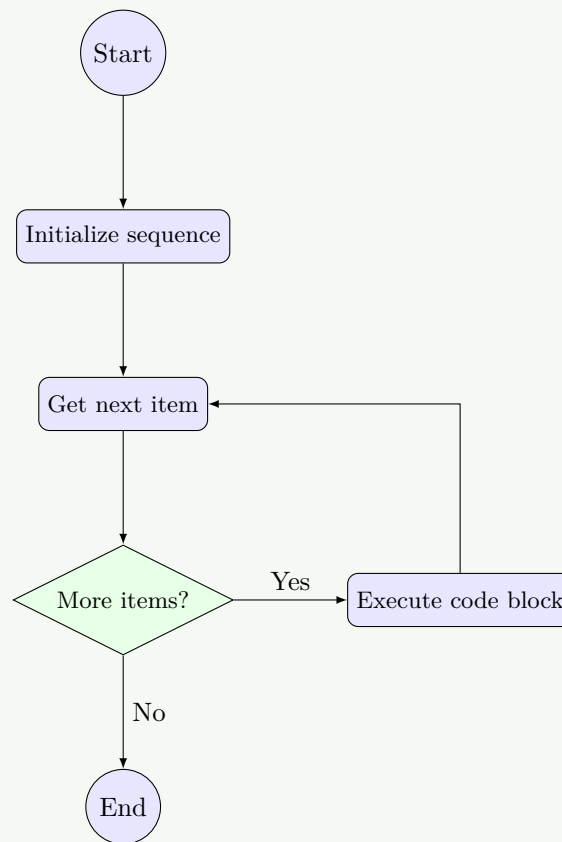 Start
Initialize sequence
Get next item
More items?
Yes
Execute code block
No
End